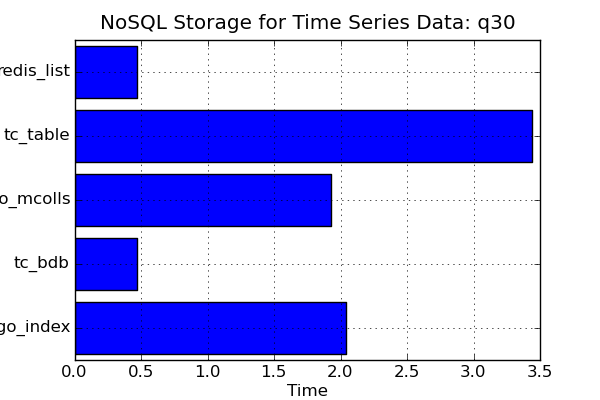 NoSQL Storage for Time Series Data: q30
redis_list
tc_table
o_mcolls
tc_bdb
go_index
0.0 0.5 1.0 1.5 2.0 2.5 3.0 3.5
Time